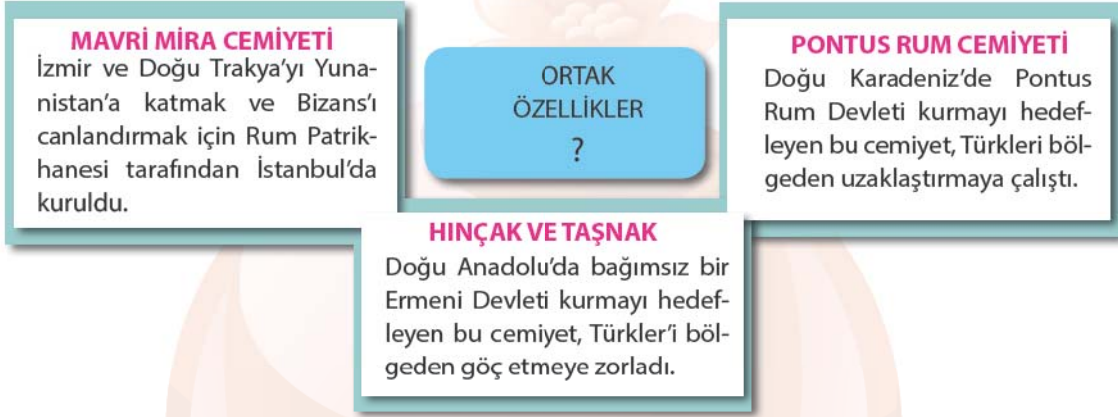 MAVRİ MİRA CEMİYETİ
İzmir ve Doğu Trakya’yı Yuna-
nistan’a katmak ve Bizans’ı
canlandırmak için Rum Patrik-
hanesi tarafından İstanbul’da
kuruldu.
ORTAK
ÖZELLİKLER
?
PONTUS RUM CEMİYETİ
Doğu Karadeniz’de Pontus
Rum Devleti kurmayı hedef-
leyen bu cemiyet, Türkleri böl-
geden uzaklaştırmaya çalıştı.
HINÇAK VE TAŞNAK
Doğu Anadolu’da bağımsız bir
Ermeni Devleti kurmayı hedef-
leyen bu cemiyet, Türkler’i böl-
geden göç etmeye zorladı.